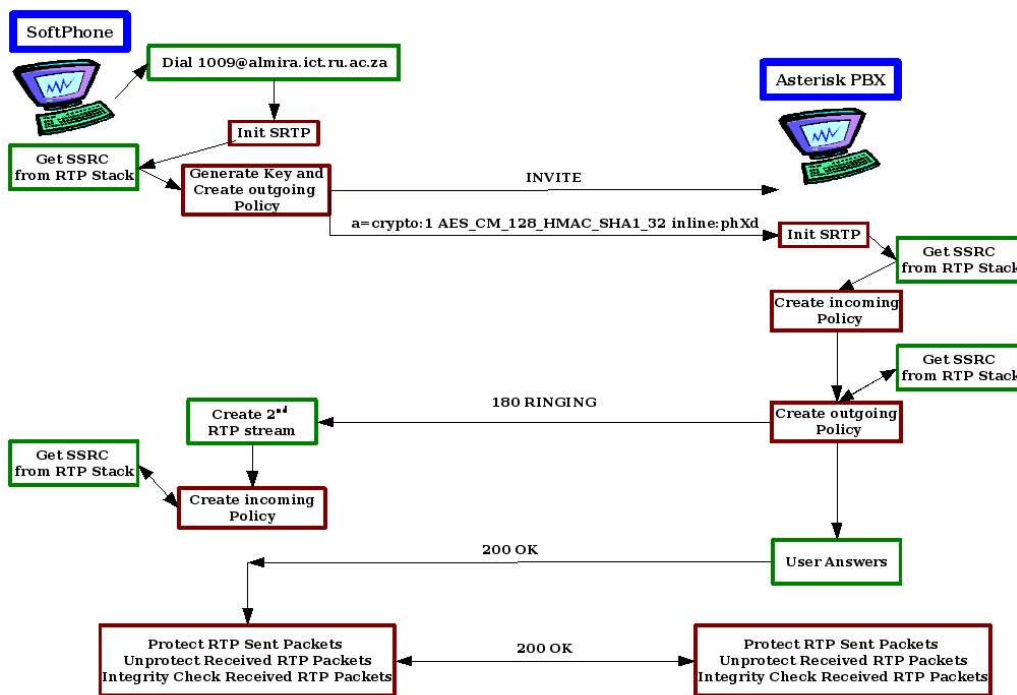 SoftPhone
Dial 1009@almira.ict.ru.ac.za
Asterisk PBX
Init SRTP
Get SSRC
from RTP Stack
Generate Key and
Create outgoing
Policy
INVITE
a=crypto:1 AES_CM_128_HMAC_SHA1_32 inline:phXd
Init SRTP
Get SSRC
from RTP Stack
Create incoming
Policy
Get SSRC
from RTP Stack
180 RINGING
Create 2nd
RTP stream
Create outgoing
Policy
Get SSRC
from RTP Stack
Create incoming
Policy
200 OK
User Answers
Protect RTP Sent Packets
Unprotect Received RTP Packets
Integrity Check Received RTP Packets
200 OK
Protect RTP Sent Packets
Unprotect Received RTP Packets
Integrity Check Received RTP Packets